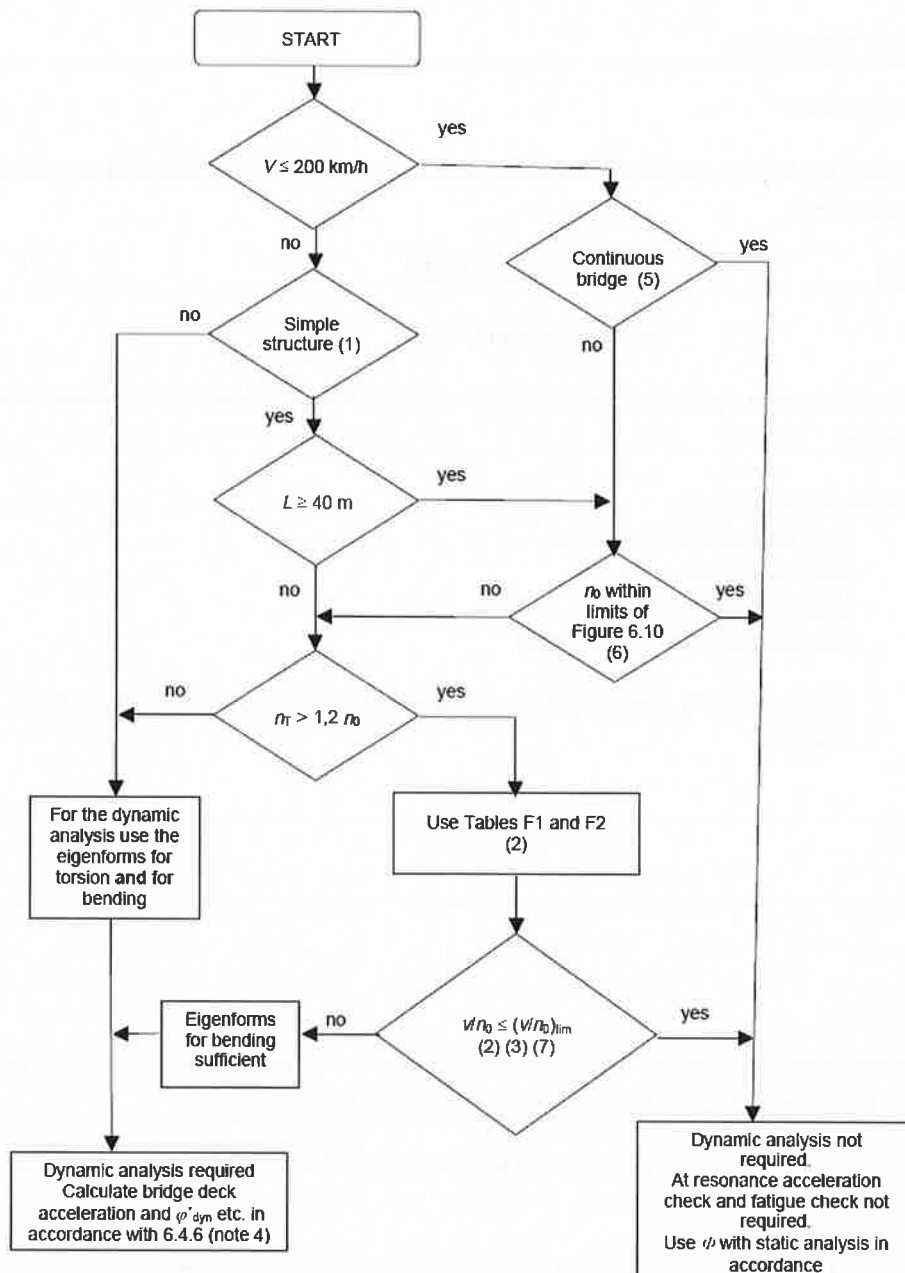 START
yes
V ≤ 200 km/h
no
yes
Continuous
bridge (5)
no
Simple
structure (1)
no
yes
yes
L ≥ 40 m
no
no
n₀ within
limits of
Figure 6.10
(6)
yes
no
yes
n_T > 1,2 n₀
For the dynamic
analysis use the
eigenforms for
torsion and for
bending
Use Tables F1 and F2
(2)
Eigenforms
for bending
sufficient
no
v/n₀ ≤ (v/n₀)lim
(2) (3) (7)
yes
Dynamic analysis required
Calculate bridge deck
acceleration and φ'dyn etc. in
accordance with 6.4.6 (note 4)
Dynamic analysis not
required.
At resonance acceleration
check and fatigue check not
required.
Use Φ with static analysis in
accordance